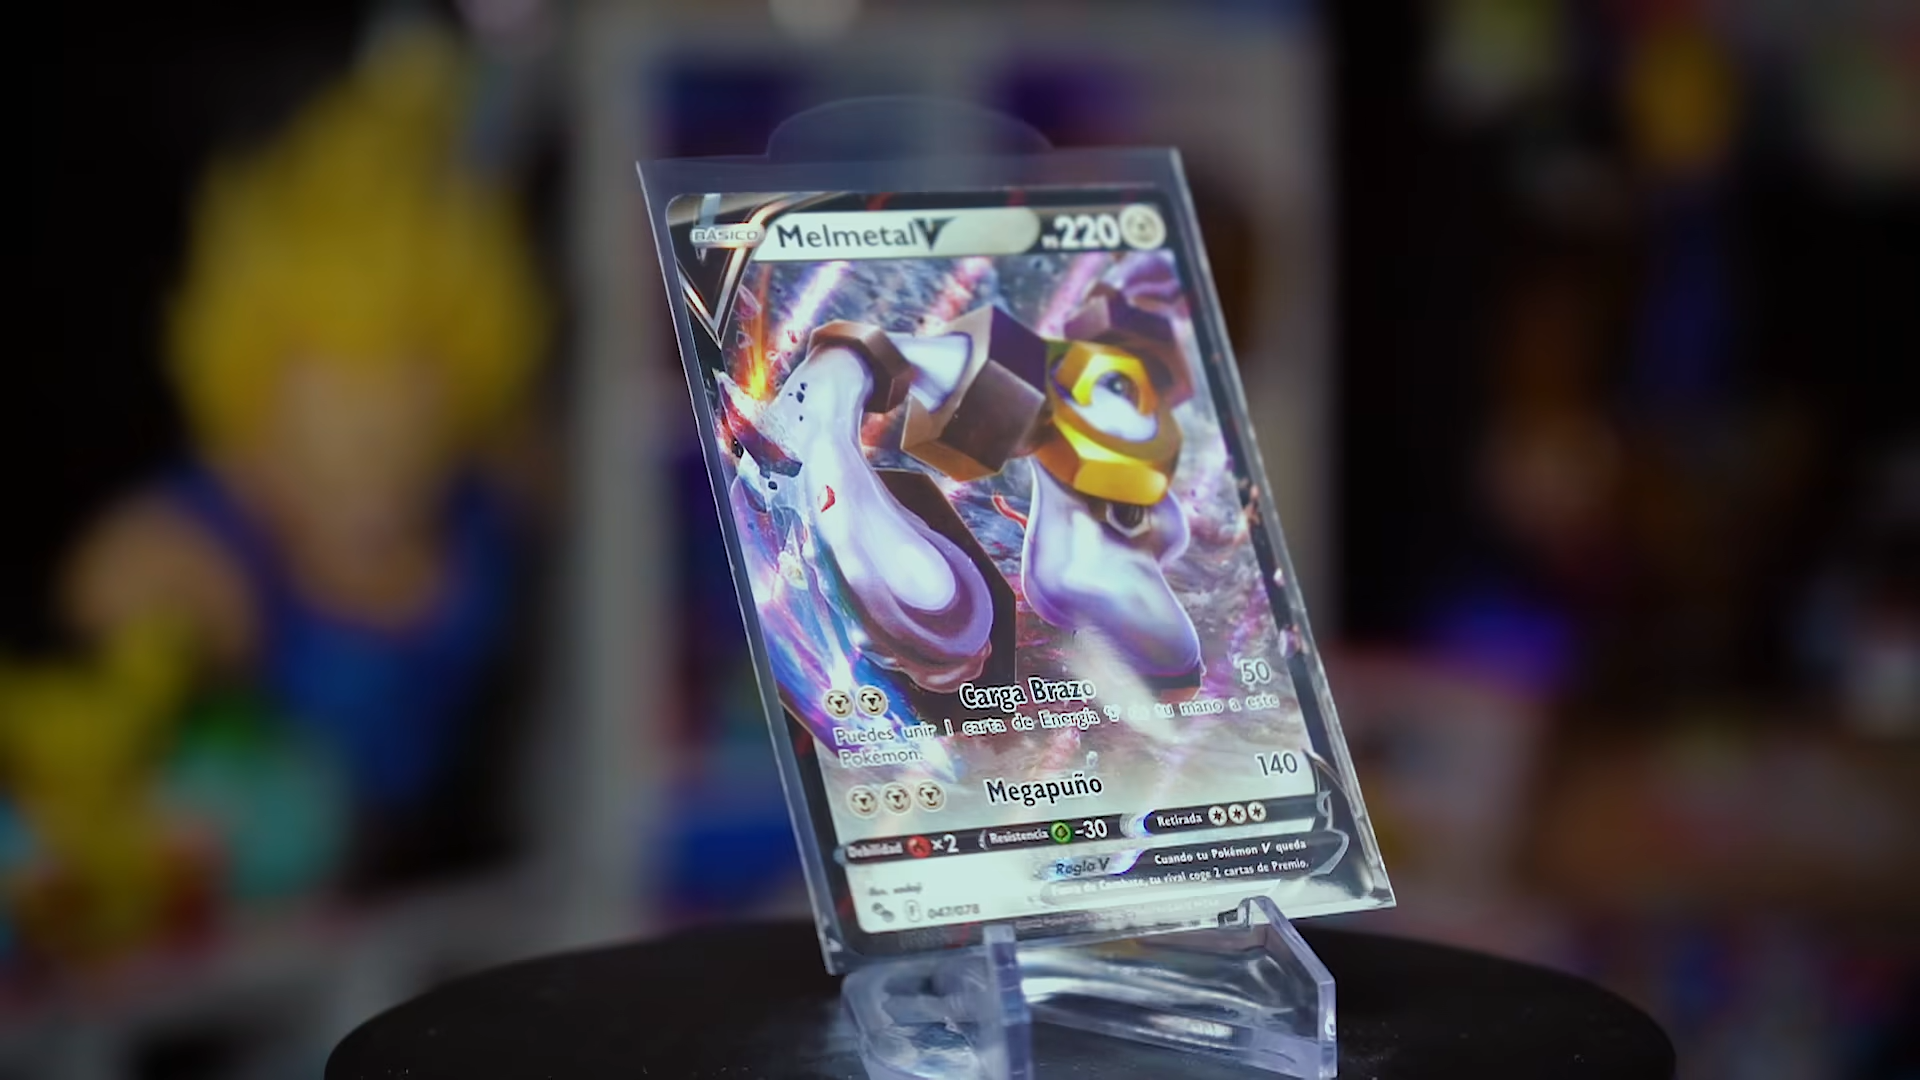 BÁSICO
Melmetal V
PS 220
Carga Brazo
50
Puedes unir 1 carta de Energía de tu mano a este
Pokémon.
Megapuño
140
Debilidad ×2 Resistencia -30 Retirada
Regla V Cuando tu Pokémon V queda
Fuera de Combate, tu rival coge 2 cartas de Premio.
F 047/078